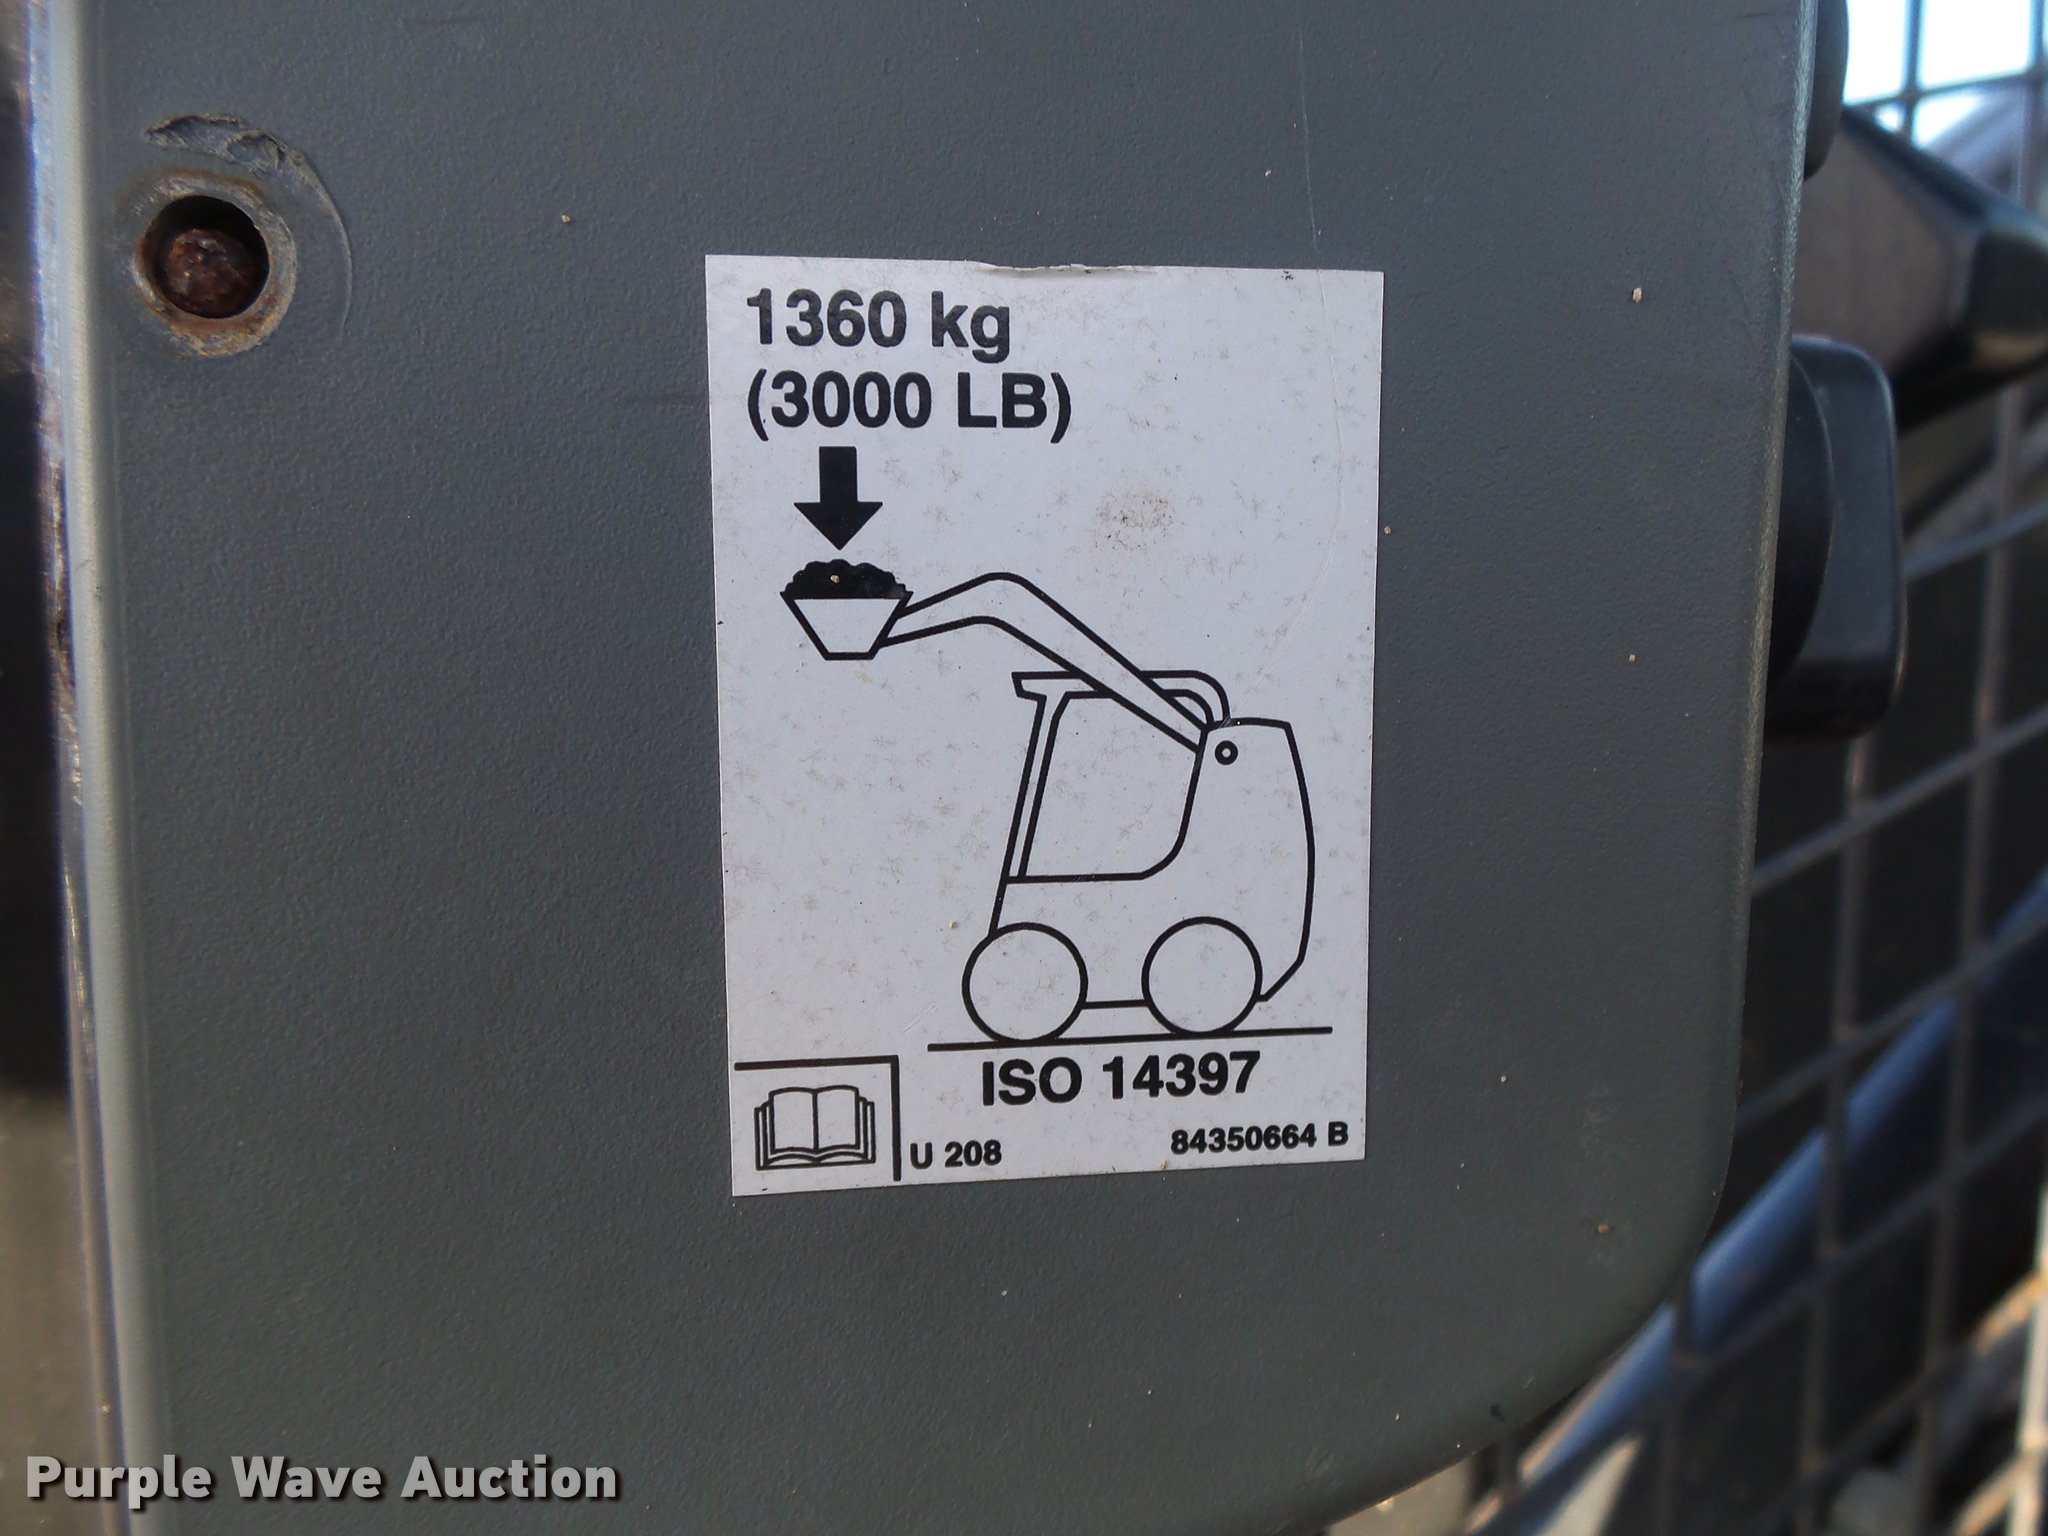 1360 kg
(3000 LB)
ISO 14397
U 208
84350664 B
Purple Wave Auction